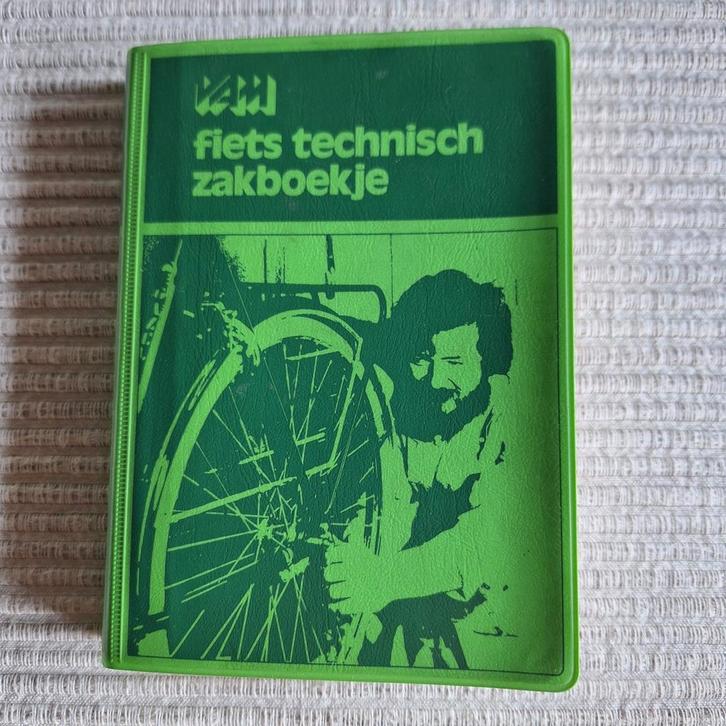 VAM
fiets technisch
zakboekje